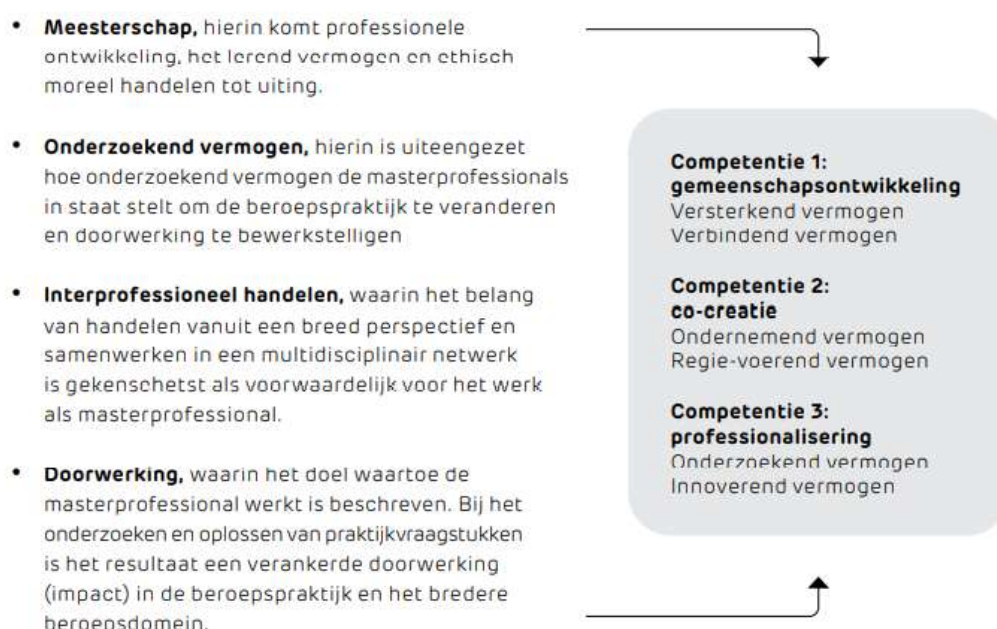 • Meesterschap, hierin komt professionele
ontwikkeling, het lerend vermogen en ethisch
moreel handelen tot uiting.
• Onderzoekend vermogen, hierin is uiteengezet
hoe onderzoekend vermogen de masterprofessionals
in staat stelt om de beroepspraktijk te veranderen
en doorwerking te bewerkstelligen
• Interprofessioneel handelen, waarin het belang
van handelen vanuit een breed perspectief en
samenwerken in een multidisciplinair netwerk
is gekenschetst als voorwaardelijk voor het werk
als masterprofessional.
• Doorwerking, waarin het doel waartoe de
masterprofessional werkt is beschreven. Bij het
onderzoeken en oplossen van praktijkvraagstukken
is het resultaat een verankerde doorwerking
(impact) in de beroepspraktijk en het bredere
beroepsdomein.
Competentie 1:
gemeenschapsontwikkeling
Versterkend vermogen
Verbindend vermogen
Competentie 2:
co-creatie
Ondernemend vermogen
Regie-voerend vermogen
Competentie 3:
professionalisering
Onderzoekend vermogen
Innoverend vermogen